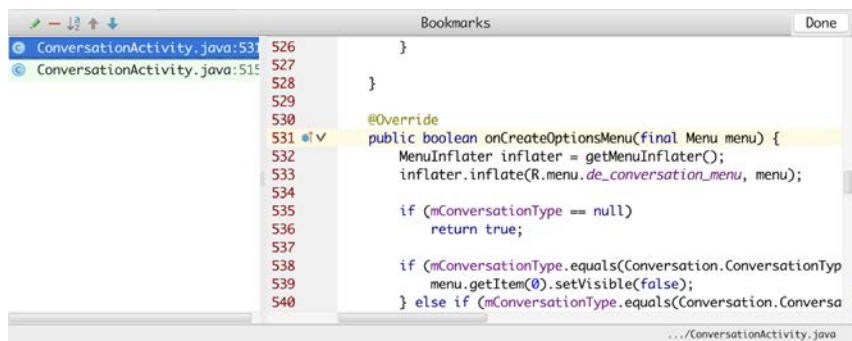 Bookmarks
Done
ConversationActivity.java:531
ConversationActivity.java:515
526 }
527
528 }
529
530 @Override
531 public boolean onCreateOptionsMenu(final Menu menu) {
532 MenuInflater inflater = getMenuInflater();
533 inflater.inflate(R.menu.de_conversation_menu, menu);
534
535 if (mConversationType == null)
536 return true;
537
538 if (mConversationType.equals(Conversation.ConversationTyp
539 menu.getItem(0).setVisible(false);
540 } else if (mConversationType.equals(Conversation.Conversa
.../ConversationActivity.java